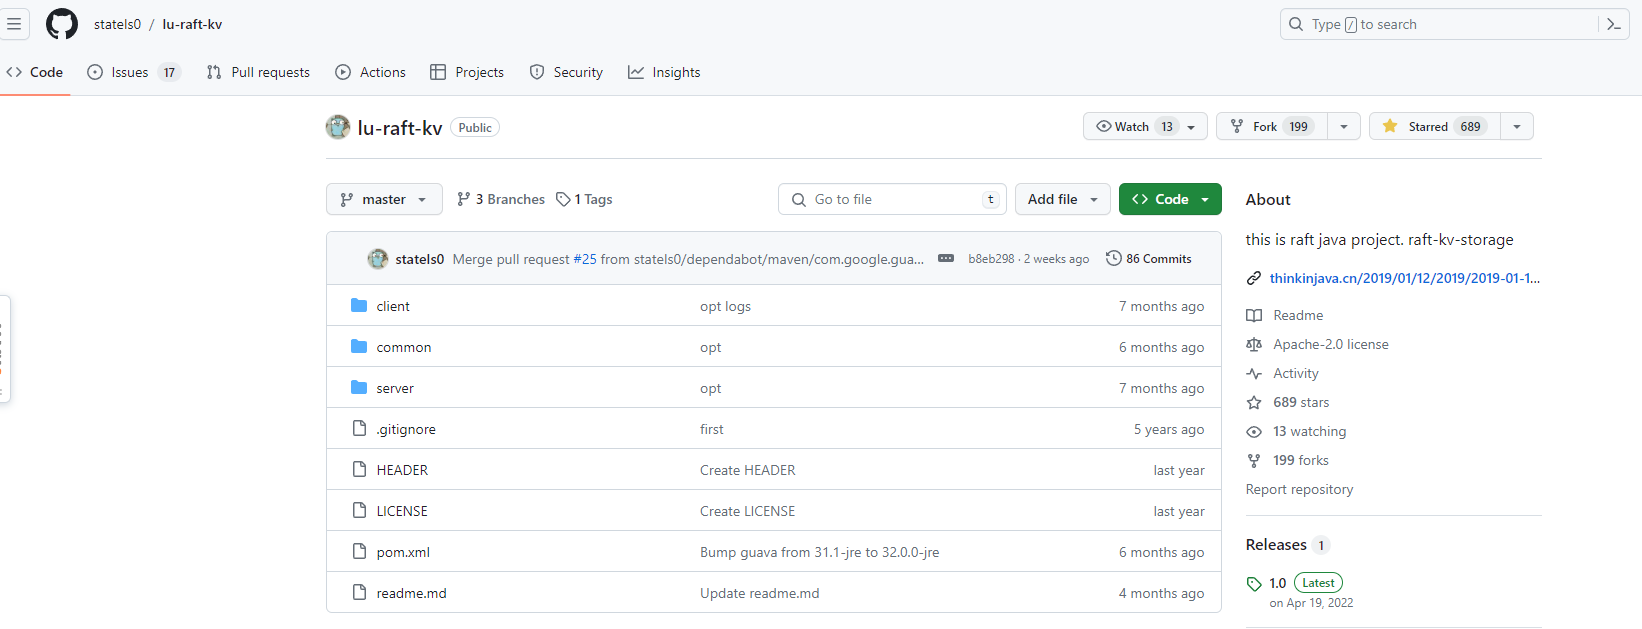 stateIs0 / lu-raft-kv
Type / to search
Code Issues 17 Pull requests Actions Projects Security Insights
lu-raft-kv Public
Watch 13 Fork 199 Starred 689
master 3 Branches 1 Tags Go to file t Add file Code
stateIs0 Merge pull request #25 from stateIs0/dependabot/maven/com.google.gua... b8eb298 · 2 weeks ago 86 Commits
client opt logs 7 months ago
common opt 6 months ago
server opt 7 months ago
.gitignore first 5 years ago
HEADER Create HEADER last year
LICENSE Create LICENSE last year
pom.xml Bump guava from 31.1-jre to 32.0.0-jre 6 months ago
readme.md Update readme.md 4 months ago
About
this is raft java project. raft-kv-storage
thinkinjava.cn/2019/01/12/2019/2019-01-1...
Readme
Apache-2.0 license
Activity
689 stars
13 watching
199 forks
Report repository
Releases 1
1.0 Latest
on Apr 19, 2022